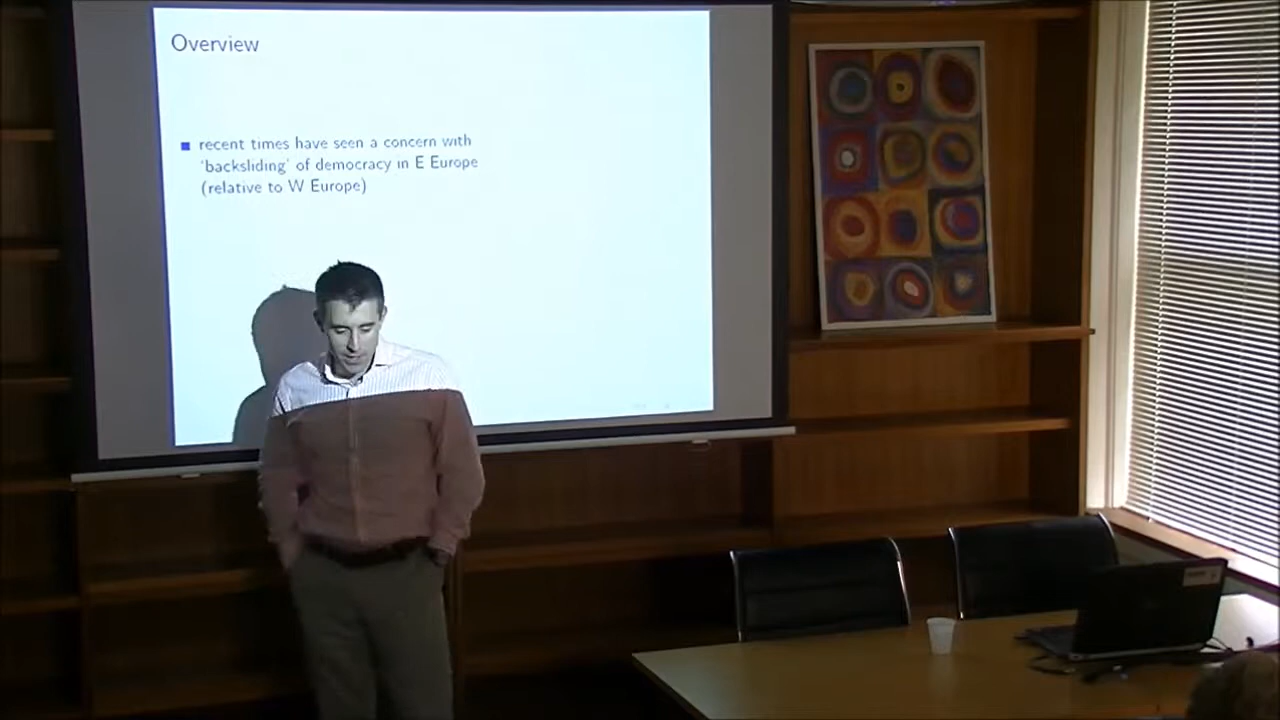 Overview
recent times have seen a concern with
'backsliding' of democracy in E Europe
(relative to W Europe)